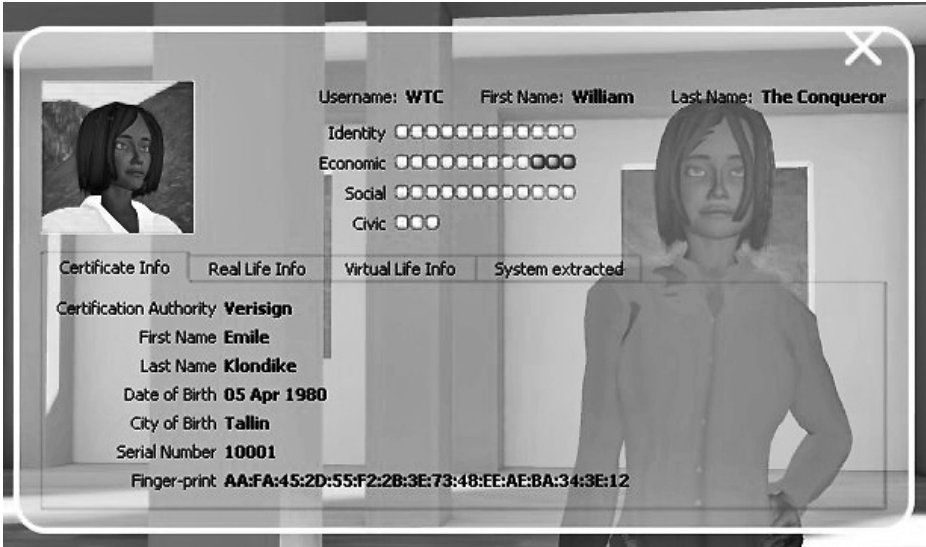 Username: WTC First Name: William Last Name: The Conqueror
Identity
Economic
Social
Civic
Certificate Info Real Life Info Virtual Life Info System extracted
Certification Authority Verisign
First Name Emile
Last Name Klondike
Date of Birth 05 Apr 1980
City of Birth Tallin
Serial Number 10001
Finger-print AA:FA:45:2D:55:F2:2B:3E:73:48:EE:AE:BA:34:3E:12